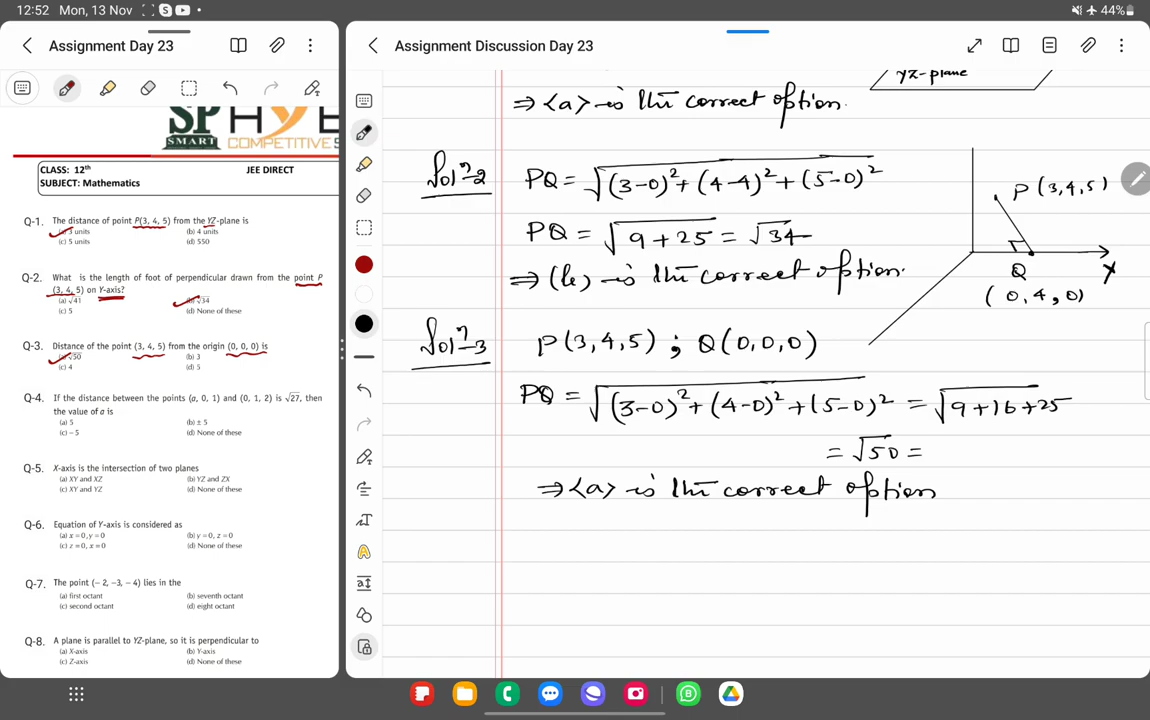 12:52 Mon, 13 Nov
44%
Assignment Day 23
SP HYB
SMART COMPETITIVE S
CLASS: 12th JEE DIRECT
SUBJECT: Mathematics
Q-1. The distance of point P(3, 4, 5) from the YZ-plane is
(a) 3 units (b) 4 units
(c) 5 units (d) 550
Q-2. What is the length of foot of perpendicular drawn from the point P
(3, 4, 5) on Y-axis?
(a) √41 (b) √34
(c) 5 (d) None of these
Q-3. Distance of the point (3, 4, 5) from the origin (0, 0, 0) is
(a) √50 (b) 3
(c) 4 (d) 5
Q-4. If the distance between the points (a, 0, 1) and (0, 1, 2) is √27, then
the value of a is
(a) 5 (b) ± 5
(c) – 5 (d) None of these
Q-5. X-axis is the intersection of two planes
(a) XY and XZ (b) YZ and ZX
(c) XY and YZ (d) None of these
Q-6. Equation of Y-axis is considered as
(a) x = 0, y = 0 (b) y = 0, z = 0
(c) z = 0, x = 0 (d) None of these
Q-7. The point (– 2, –3, – 4) lies in the
(a) first octant (b) seventh octant
(c) second octant (d) eight octant
Q-8. A plane is parallel to YZ-plane, so it is perpendicular to
(a) X-axis (b) Y-axis
(c) Z-axis (d) None of these
Assignment Discussion Day 23
YZ-plane
⇒ (a) is the correct option.
Solⁿ-2 PQ = √(3-0)²+(4-4)²+(5-0)²
PQ = √9+25 = √34
⇒ (b) is the correct option.
P(3,4,5)
Q
Y
(0,4,0)
Solⁿ-3 P(3,4,5) ; Q(0,0,0)
PQ = √(3-0)²+(4-0)²+(5-0)² = √9+16+25
= √50 =
⇒ (a) is the correct option